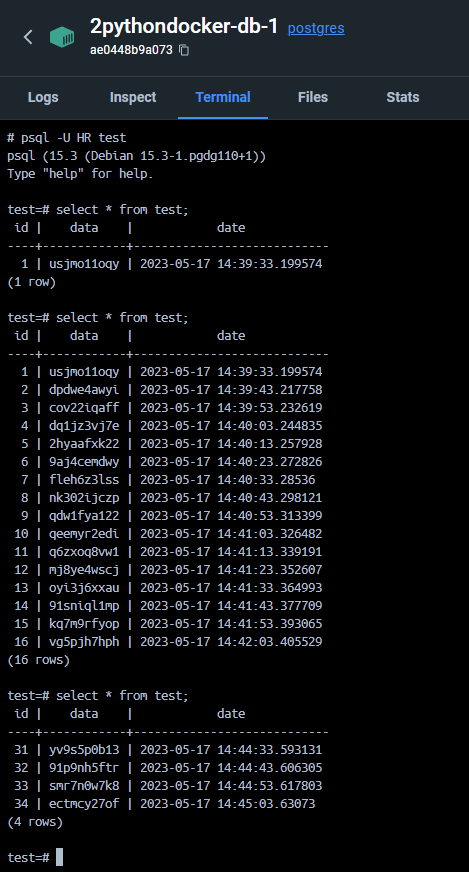 2pythondocker-db-1 postgres
ae0448b9a073
Logs Inspect Terminal Files Stats
# psql -U HR test
psql (15.3 (Debian 15.3-1.pgdg110+1))
Type "help" for help.
test=# select * from test;
 id |    data    |            date
----+------------+----------------------------
  1 | usjmo11oqy | 2023-05-17 14:39:33.199574
(1 row)
test=# select * from test;
 id |    data    |            date
----+------------+----------------------------
  1 | usjmo11oqy | 2023-05-17 14:39:33.199574
  2 | dpdwe4awyi | 2023-05-17 14:39:43.217758
  3 | cov22iqaff | 2023-05-17 14:39:53.232619
  4 | dq1jz3vj7e | 2023-05-17 14:40:03.244835
  5 | 2hyaafxk22 | 2023-05-17 14:40:13.257928
  6 | 9aj4cemdwy | 2023-05-17 14:40:23.272826
  7 | fleh6z3lss | 2023-05-17 14:40:33.28536
  8 | nk302ijczp | 2023-05-17 14:40:43.298121
  9 | qdw1fya122 | 2023-05-17 14:40:53.313399
 10 | qeemyr2edi | 2023-05-17 14:41:03.326482
 11 | q6zxoq8vw1 | 2023-05-17 14:41:13.339191
 12 | mj8ye4wscj | 2023-05-17 14:41:23.352607
 13 | oyi3j6xxau | 2023-05-17 14:41:33.364993
 14 | 91sniql1mp | 2023-05-17 14:41:43.377709
 15 | kq7m9rfyop | 2023-05-17 14:41:53.393065
 16 | vg5pjh7hph | 2023-05-17 14:42:03.405529
(16 rows)
test=# select * from test;
 id |    data    |            date
----+------------+----------------------------
 31 | yv9s5p0b13 | 2023-05-17 14:44:33.593131
 32 | 91p9nh5ftr | 2023-05-17 14:44:43.606305
 33 | smr7n0w7k8 | 2023-05-17 14:44:53.617803
 34 | ectmcy27of | 2023-05-17 14:45:03.63073
(4 rows)
test=#